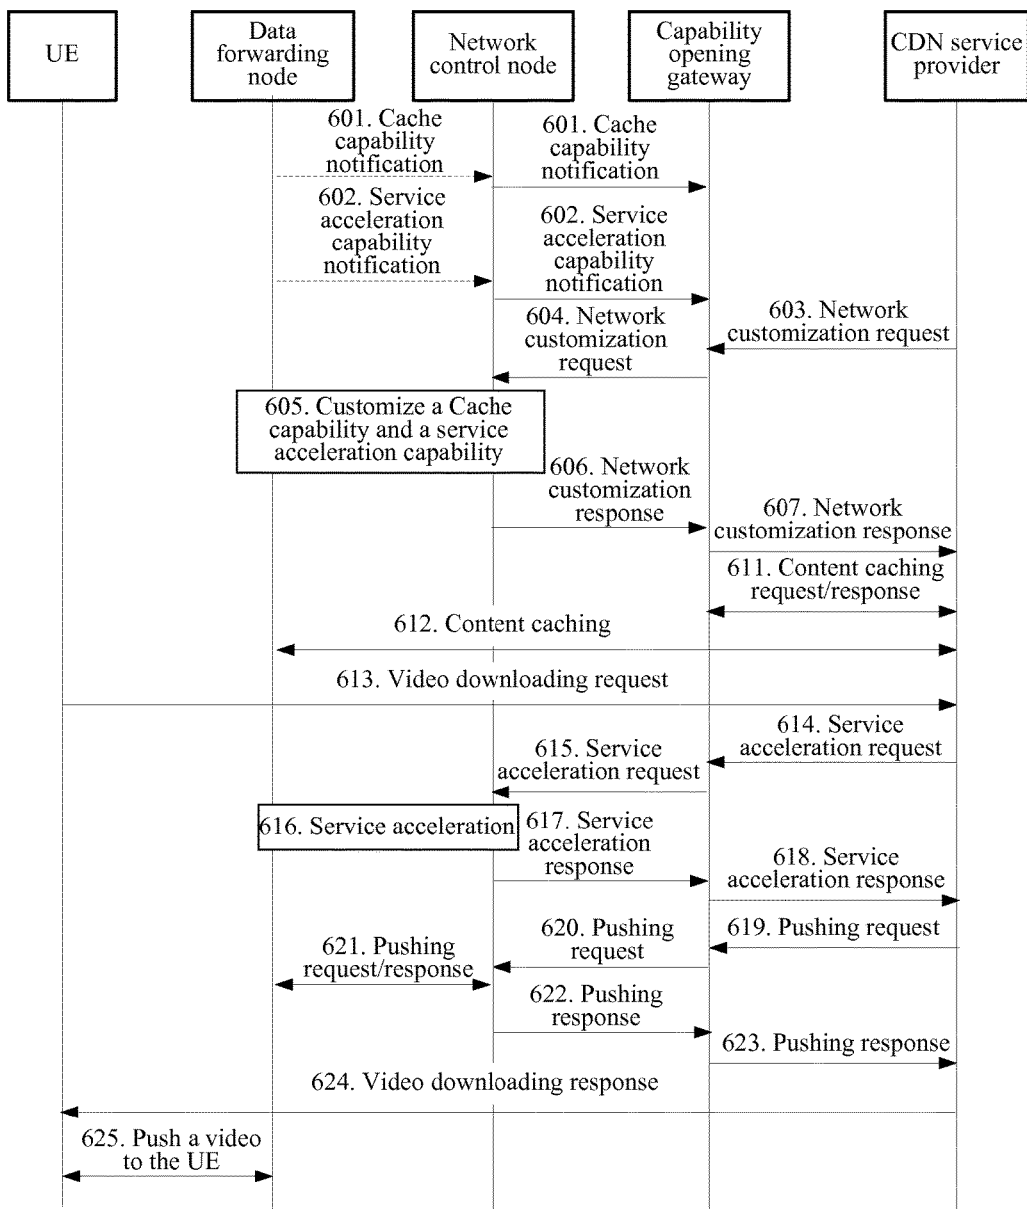 UE
Data
forwarding
node
Network
control node
Capability
opening
gateway
CDN service
provider
601. Cache
capability
notification
601. Cache
capability
notification
602. Service
acceleration
capability
notification
602. Service
acceleration
capability
notification
603. Network
customization request
604. Network
customization
request
605. Customize a Cache
capability and a service
acceleration capability
606. Network
customization
response
607. Network
customization response
611. Content caching
request/response
612. Content caching
613. Video downloading request
614. Service
acceleration request
615. Service
acceleration request
616. Service acceleration
617. Service
acceleration
response
618. Service
acceleration response
619. Pushing request
620. Pushing
request
621. Pushing
request/response
622. Pushing
response
623. Pushing response
624. Video downloading response
625. Push a video
to the UE